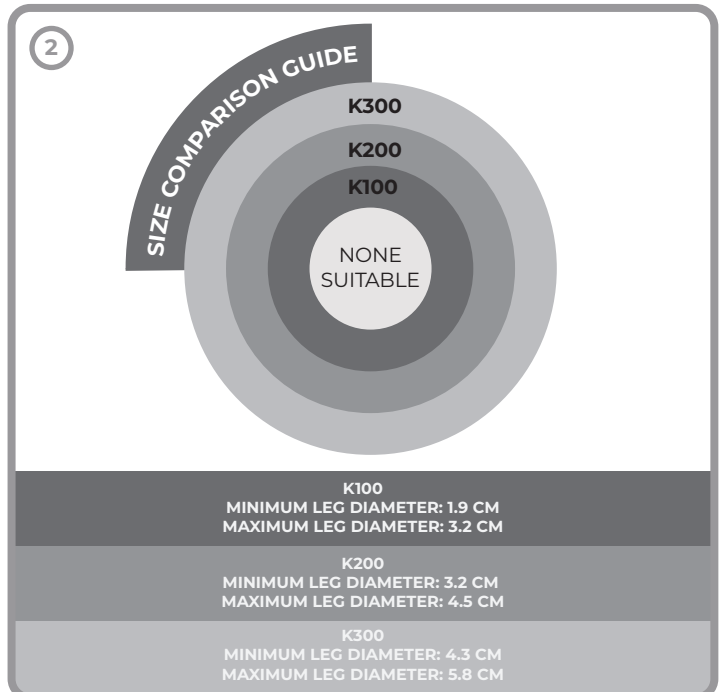 2
SIZE COMPARISON GUIDE
K300
K200
K100
NONE
SUITABLE
K100
MINIMUM LEG DIAMETER: 1.9 CM
MAXIMUM LEG DIAMETER: 3.2 CM
K200
MINIMUM LEG DIAMETER: 3.2 CM
MAXIMUM LEG DIAMETER: 4.5 CM
K300
MINIMUM LEG DIAMETER: 4.3 CM
MAXIMUM LEG DIAMETER: 5.8 CM